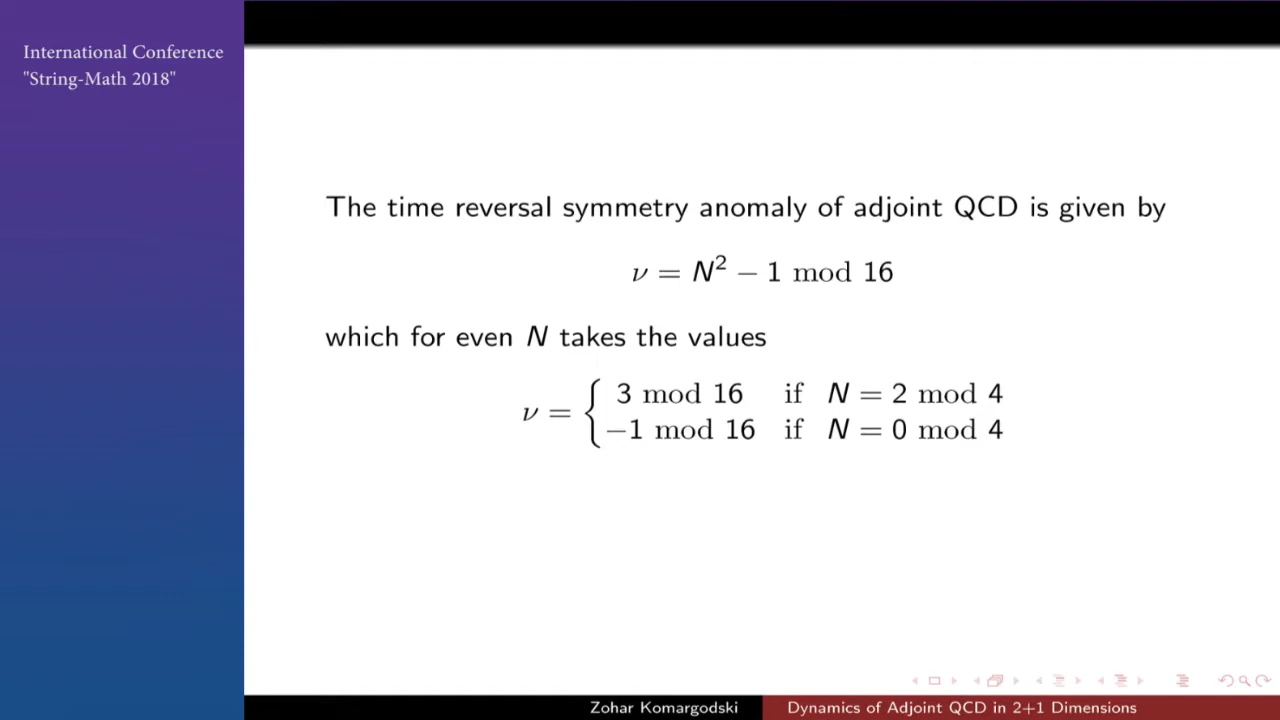 International Conference
"String-Math 2018"
The time reversal symmetry anomaly of adjoint QCD is given by
ν = N² − 1 mod 16
which for even N takes the values
ν = { 3 mod 16 if N = 2 mod 4
−1 mod 16 if N = 0 mod 4
Zohar Komargodski
Dynamics of Adjoint QCD in 2+1 Dimensions